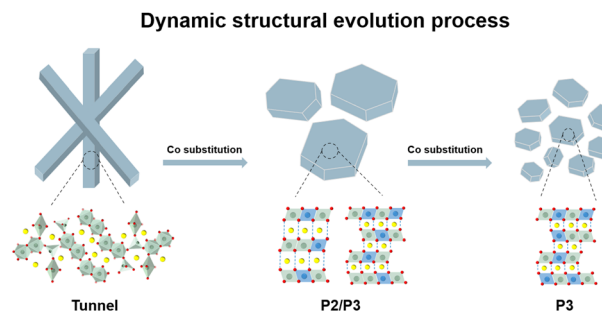 Dynamic structural evolution process
Co substitution
Co substitution
Tunnel
P2/P3
P3